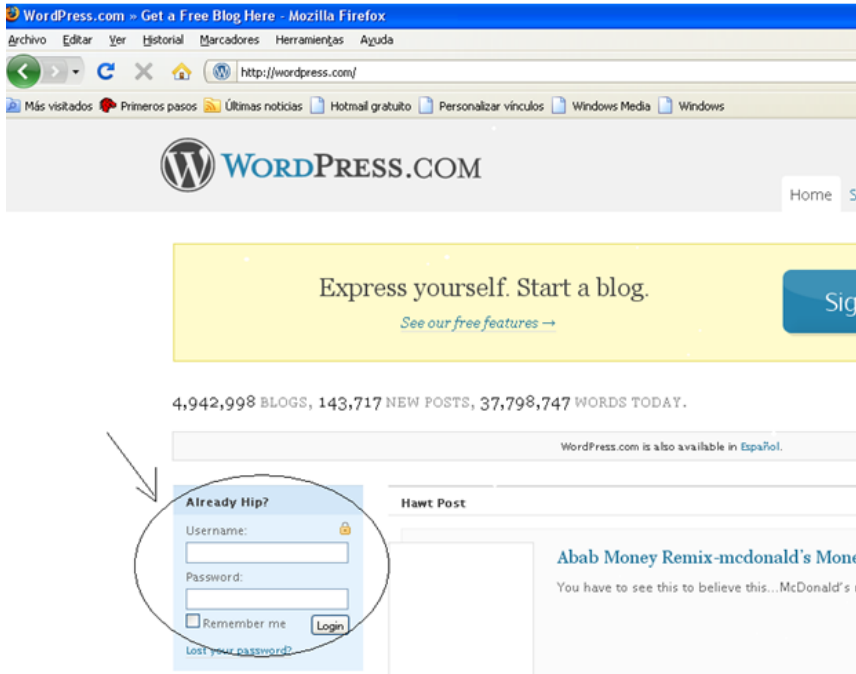 WordPress.com » Get a Free Blog Here - Mozilla Firefox
Archivo Editar Ver Historial Marcadores Herramientas Ayuda
http://wordpress.com/
Más visitados Primeros pasos Últimas noticias Hotmail gratuito Personalizar vínculos Windows Media Windows
W WORDPRESS.COM
Home S
Express yourself. Start a blog.
Sig
See our free features →
4,942,998 BLOGS, 143,717 NEW POSTS, 37,798,747 WORDS TODAY.
WordPress.com is also available in Español.
Already Hip?
Username:
Password:
Remember me Login
Lost your password?
Hawt Post
Abab Money Remix-mcdonald's Mone
You have to see this to believe this...McDonald's